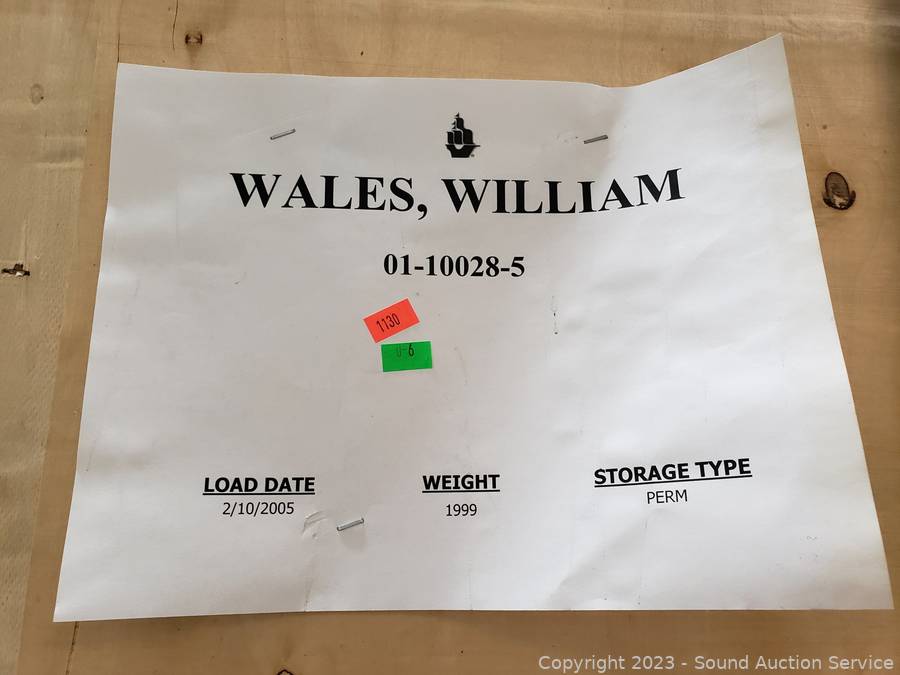 WALES, WILLIAM
01-10028-5
1130
0-6
LOAD DATE WEIGHT STORAGE TYPE
2/10/2005 1999 PERM
Copyright 2023 - Sound Auction Service